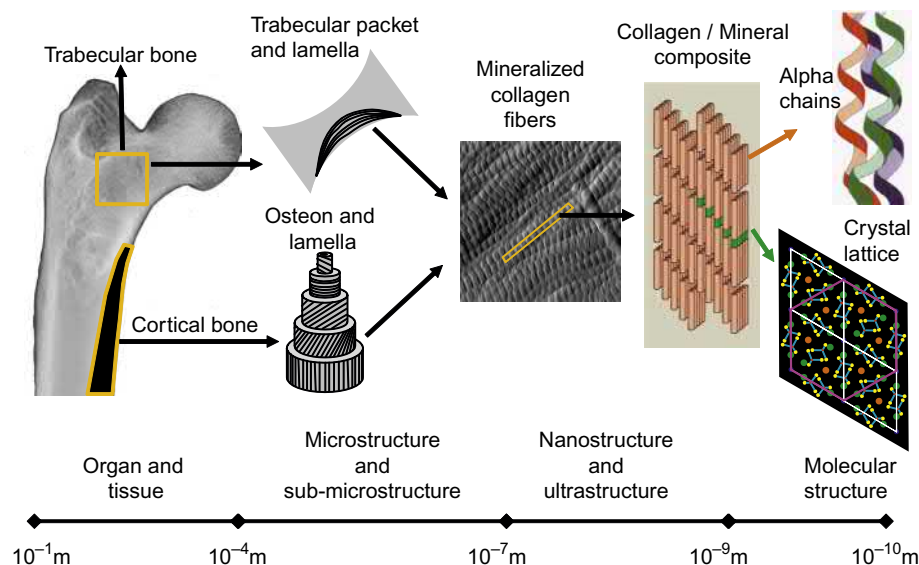 Trabecular bone
Trabecular packet
and lamella
Mineralized
collagen
fibers
Collagen / Mineral
composite
Alpha
chains
Osteon and
lamella
Crystal
lattice
Cortical bone
Organ and
tissue
Microstructure
and
sub-microstructure
Nanostructure
and
ultrastructure
Molecular
structure
10⁻¹m
10⁻⁴m
10⁻⁷m
10⁻⁹m
10⁻¹⁰m